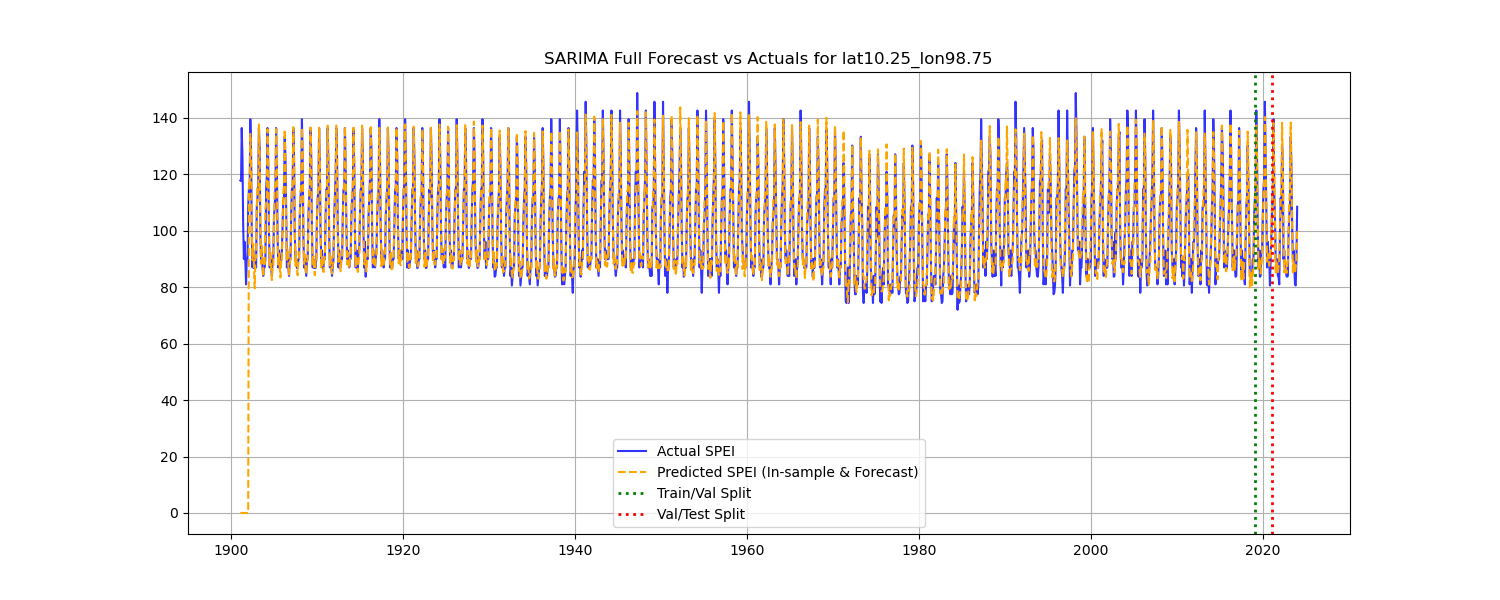 SARIMA Full Forecast vs Actuals for lat10.25_lon98.75
140
120
100
80
60
40
20
0
Actual SPEI
Predicted SPEI (In-sample & Forecast)
Train/Val Split
Val/Test Split
1900 1920 1940 1960 1980 2000 2020